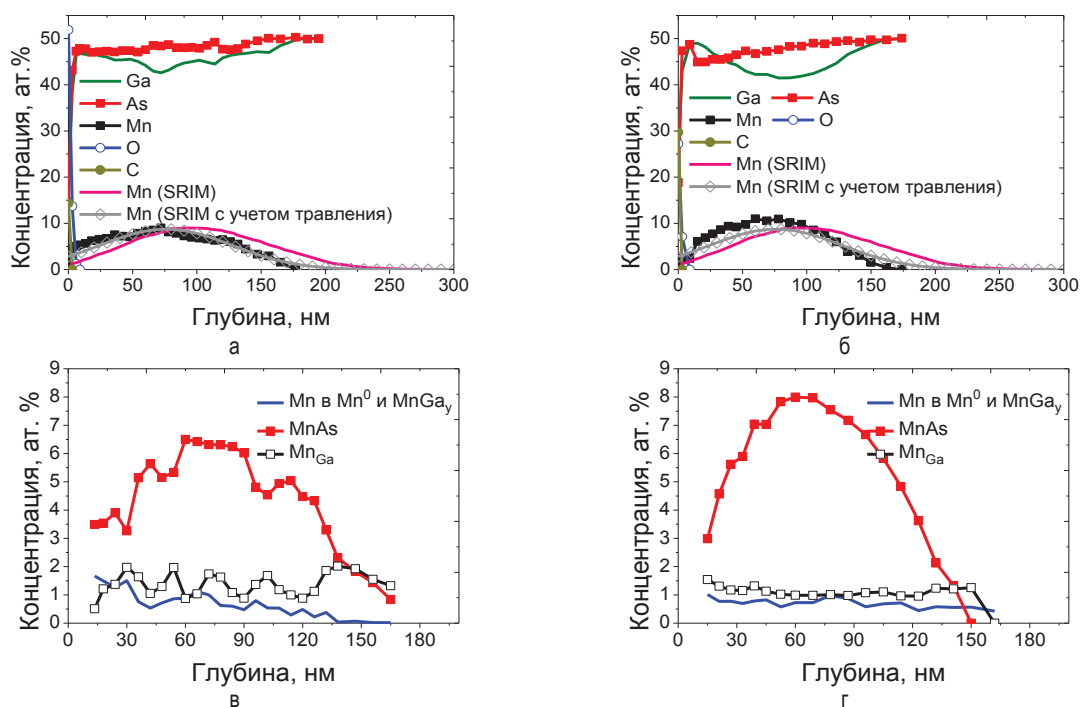 Концентрация, ат.%
50
40
30
20
10
0
Ga
As
Mn
O
C
Mn (SRIM)
Mn (SRIM с учетом травления)
0 50 100 150 200 250 300
Глубина, нм
а
Концентрация, ат.%
50
40
30
20
10
0
Ga As
Mn O
C
Mn (SRIM)
Mn (SRIM с учетом травления)
0 50 100 150 200 250 300
Глубина, нм
б
Концентрация, ат. %
9
8
7
6
5
4
3
2
1
0
Mn в Mn⁰ и MnGaᵧ
MnAs
Mn_Ga
0 30 60 90 120 150 180
Глубина, нм
в
Концентрация, ат. %
9
8
7
6
5
4
3
2
1
0
Mn в Mn⁰ и MnGaᵧ
MnAs
Mn_Ga
0 30 60 90 120 150 180
Глубина, нм
г